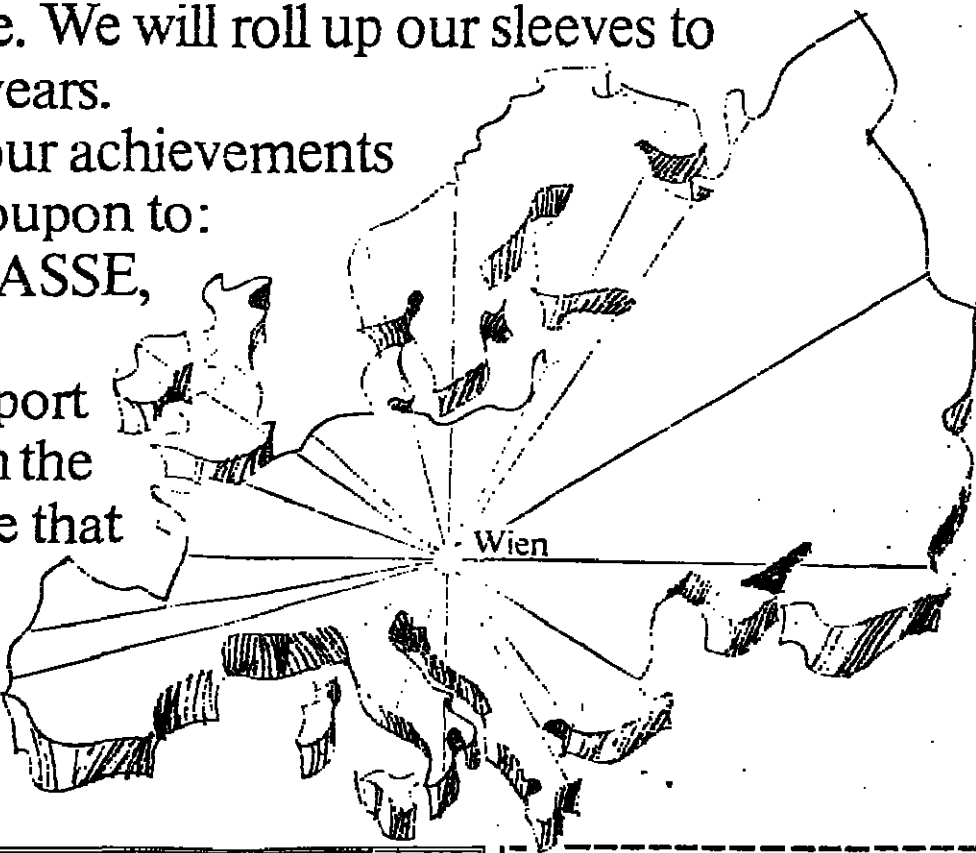 e. We will roll up our sleeves to
years.
our achievements
oupon to:
ASSE,
port
n the
e that
Wien